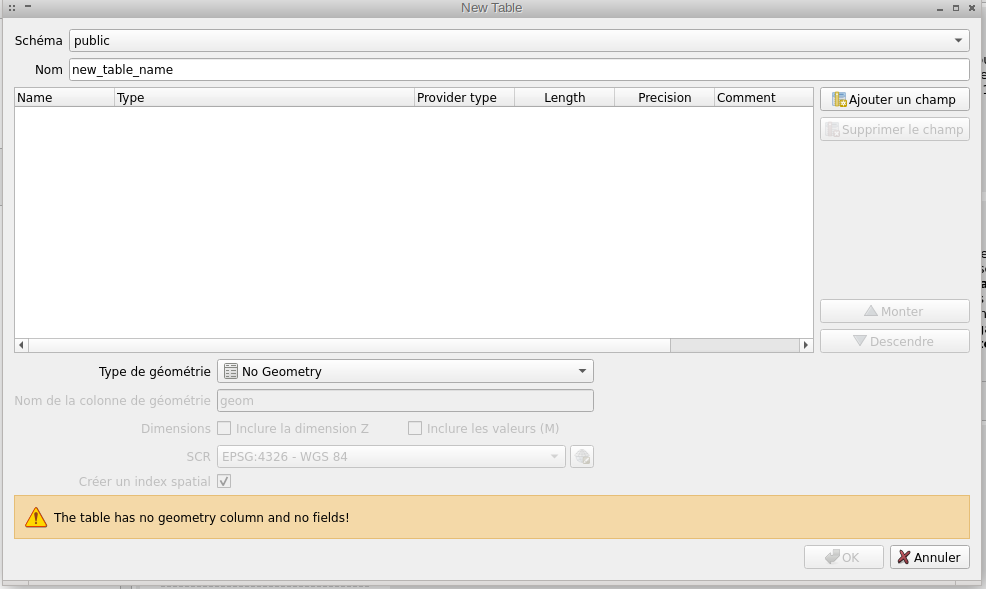 New Table
Schéma public
Nom new_table_name
Name Type Provider type Length Precision Comment
Ajouter un champ
Supprimer le champ
Monter
Descendre
Type de géométrie No Geometry
Nom de la colonne de géométrie geom
Dimensions Inclure la dimension Z Inclure les valeurs (M)
SCR EPSG:4326 - WGS 84
Créer un index spatial
The table has no geometry column and no fields!
OK Annuler